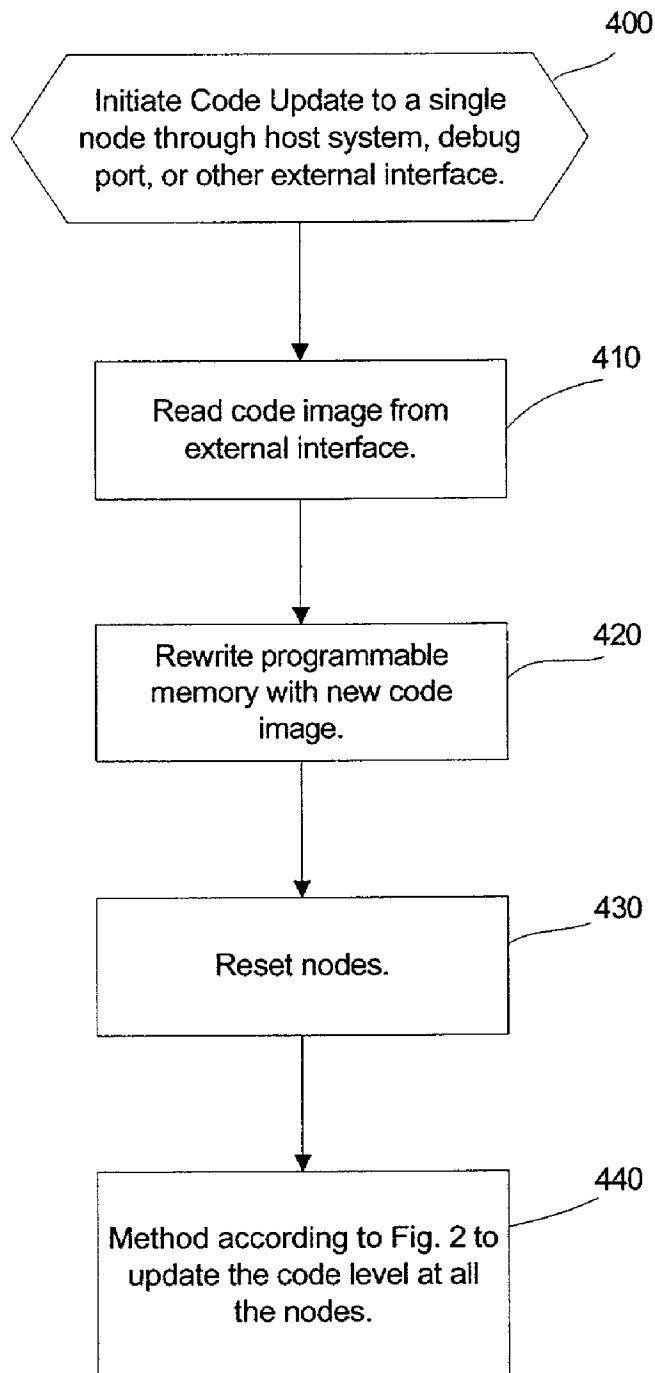 400
Initiate Code Update to a single
node through host system, debug
port, or other external interface.
410
Read code image from
external interface.
420
Rewrite programmable
memory with new code
image.
430
Reset nodes.
440
Method according to Fig. 2 to
update the code level at all
the nodes.